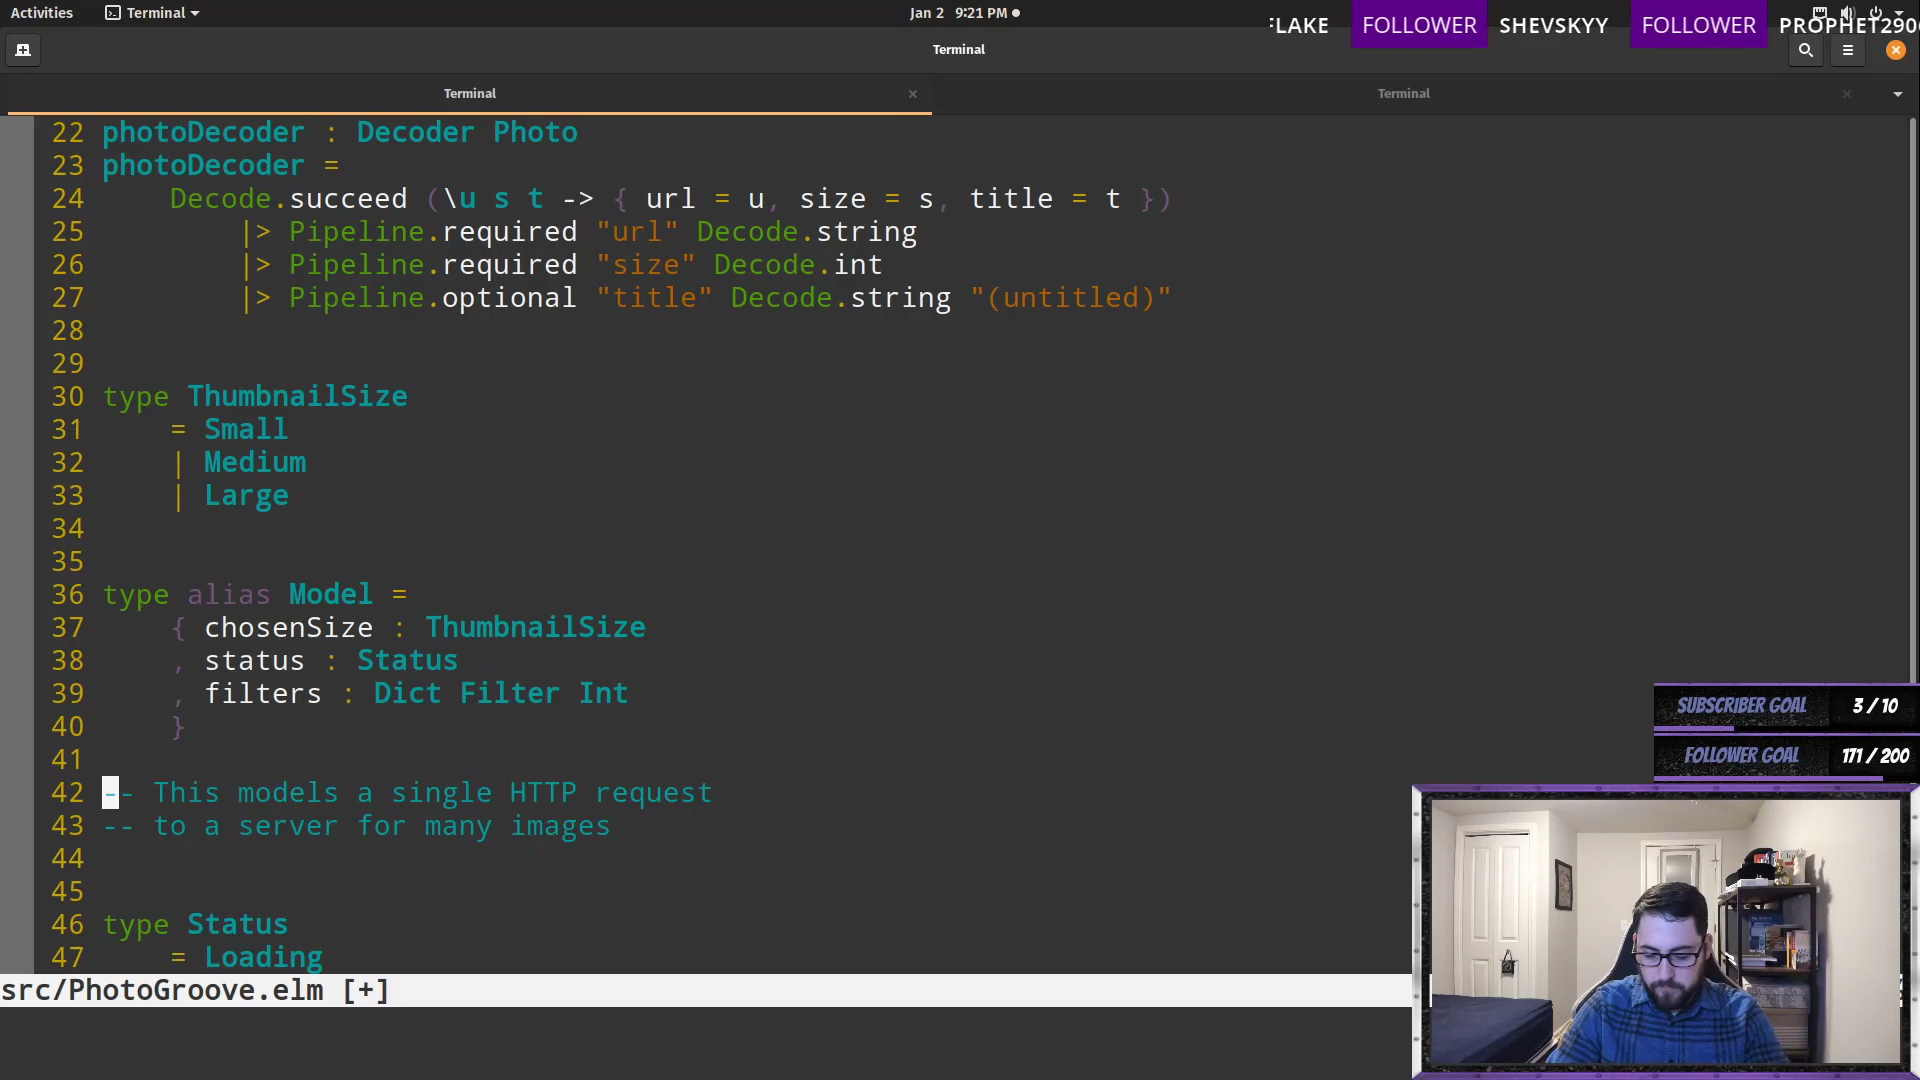 Activities Terminal Jan 2 9:21 PM
FLAKE FOLLOWER SHEVSKYY FOLLOWER PROPHET290
Terminal
Terminal Terminal
22 photoDecoder : Decoder Photo
23 photoDecoder =
24 Decode.succeed (\u s t -> { url = u, size = s, title = t })
25 |> Pipeline.required "url" Decode.string
26 |> Pipeline.required "size" Decode.int
27 |> Pipeline.optional "title" Decode.string "(untitled)"
28
29
30 type ThumbnailSize
31 = Small
32 | Medium
33 | Large
34
35
36 type alias Model =
37 { chosenSize : ThumbnailSize
38 , status : Status
39 , filters : Dict Filter Int
40 }
41
42 -- This models a single HTTP request
43 -- to a server for many images
44
45
46 type Status
47 = Loading
src/PhotoGroove.elm [+]
SUBSCRIBER GOAL 3 / 10
FOLLOWER GOAL 171 / 200